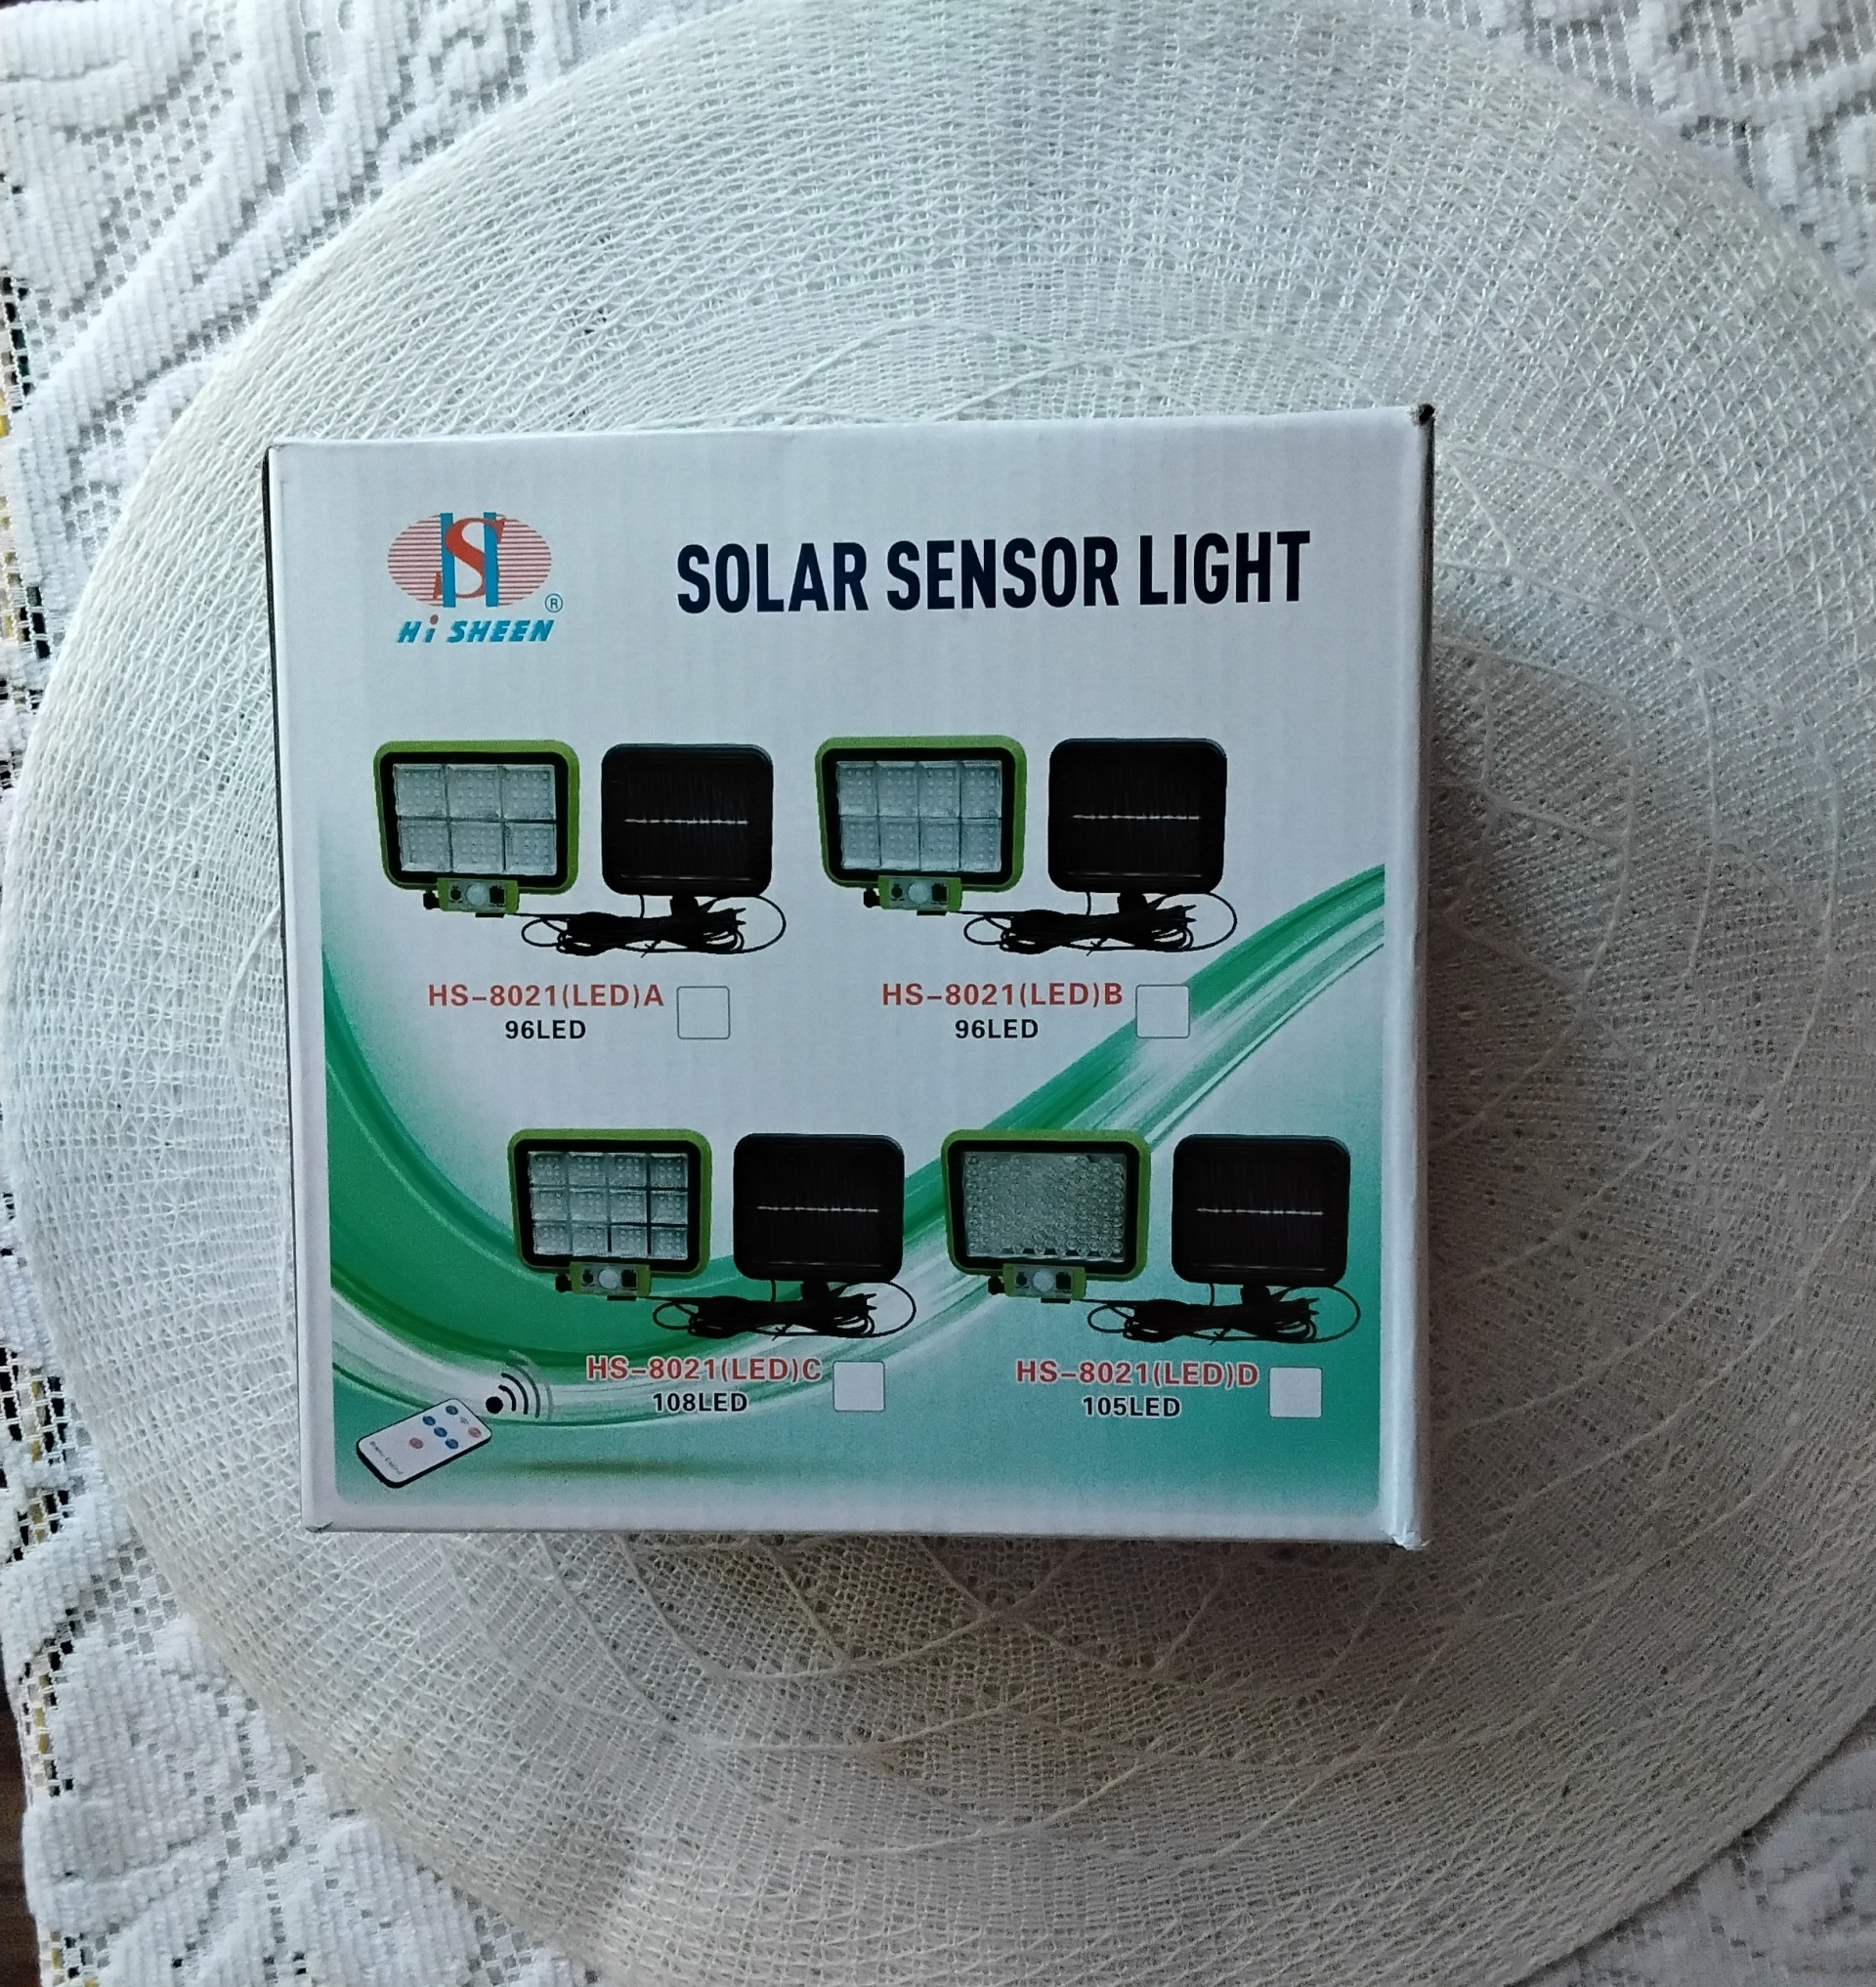 HS
®
Hi SHEEN
SOLAR SENSOR LIGHT
HS-8021(LED)A
96LED
HS-8021(LED)B
96LED
HS-8021(LED)C
108LED
HS-8021(LED)D
105LED